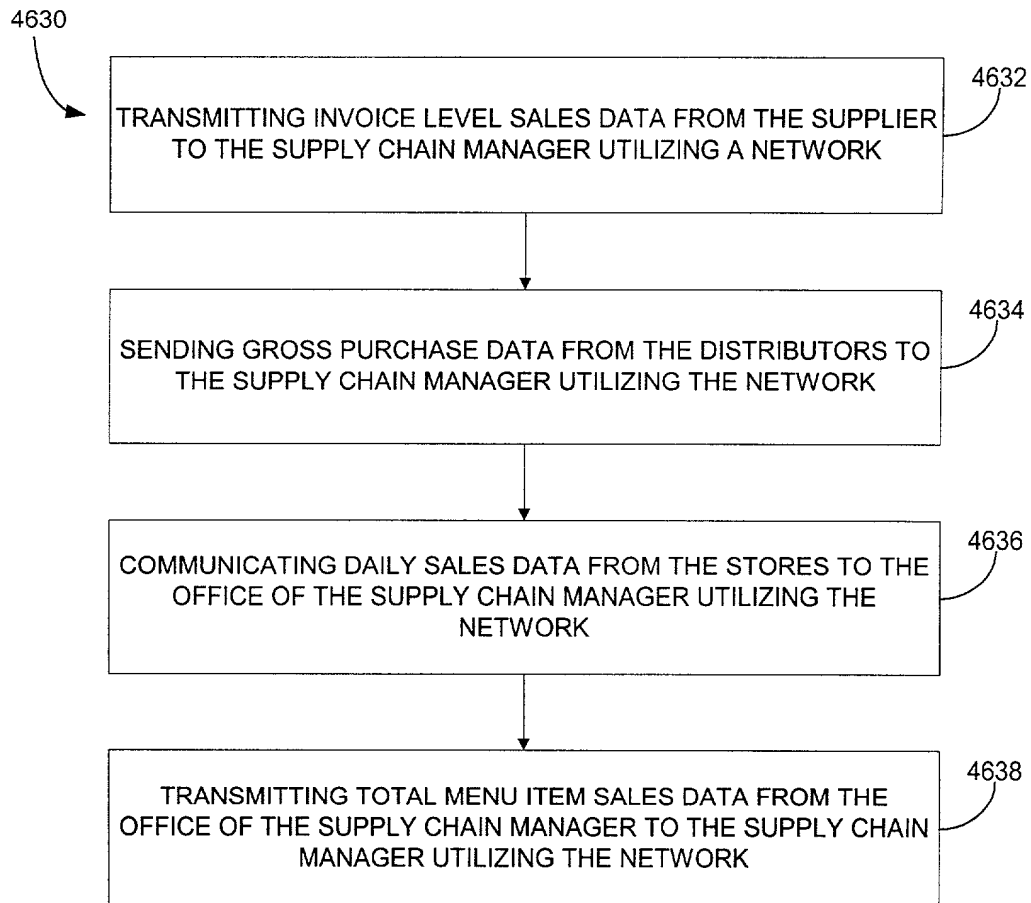 4630
4632
TRANSMITTING INVOICE LEVEL SALES DATA FROM THE SUPPLIER
TO THE SUPPLY CHAIN MANAGER UTILIZING A NETWORK
4634
SENDING GROSS PURCHASE DATA FROM THE DISTRIBUTORS TO
THE SUPPLY CHAIN MANAGER UTILIZING THE NETWORK
4636
COMMUNICATING DAILY SALES DATA FROM THE STORES TO THE
OFFICE OF THE SUPPLY CHAIN MANAGER UTILIZING THE
NETWORK
4638
TRANSMITTING TOTAL MENU ITEM SALES DATA FROM THE
OFFICE OF THE SUPPLY CHAIN MANAGER TO THE SUPPLY CHAIN
MANAGER UTILIZING THE NETWORK